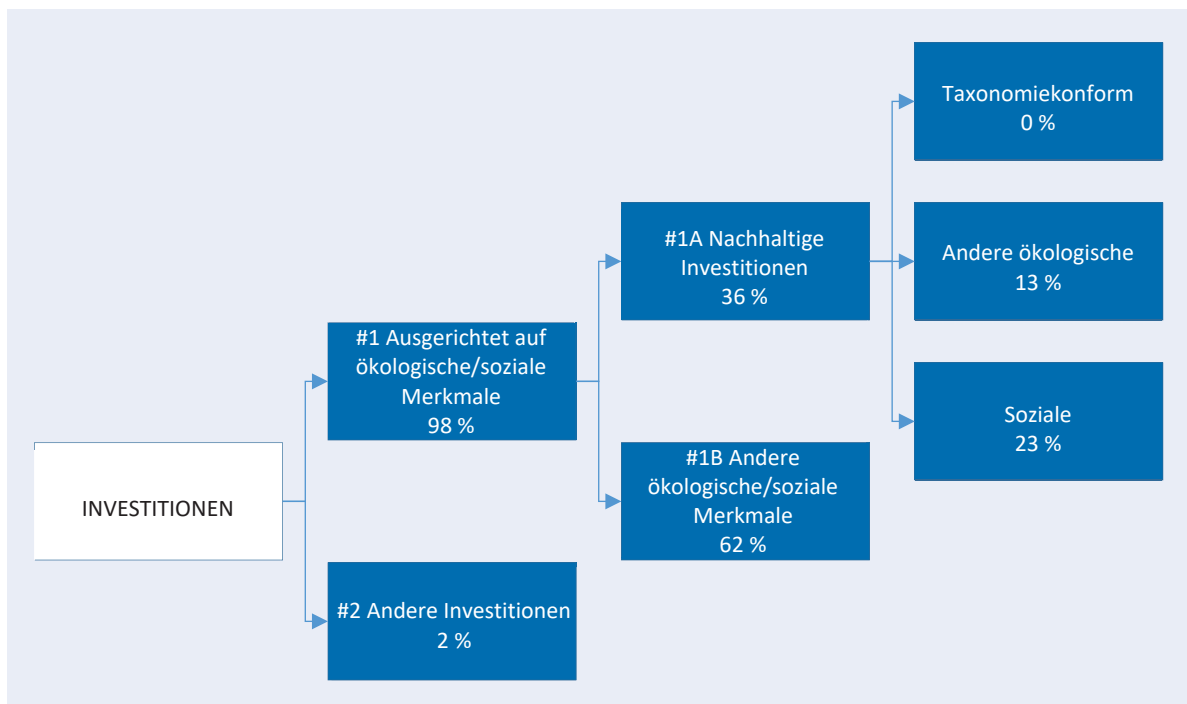 INVESTITIONEN
#1 Ausgerichtet auf
ökologische/soziale
Merkmale
98 %
#2 Andere Investitionen
2 %
#1A Nachhaltige
Investitionen
36 %
#1B Andere
ökologische/soziale
Merkmale
62 %
Taxonomiekonform
0 %
Andere ökologische
13 %
Soziale
23 %